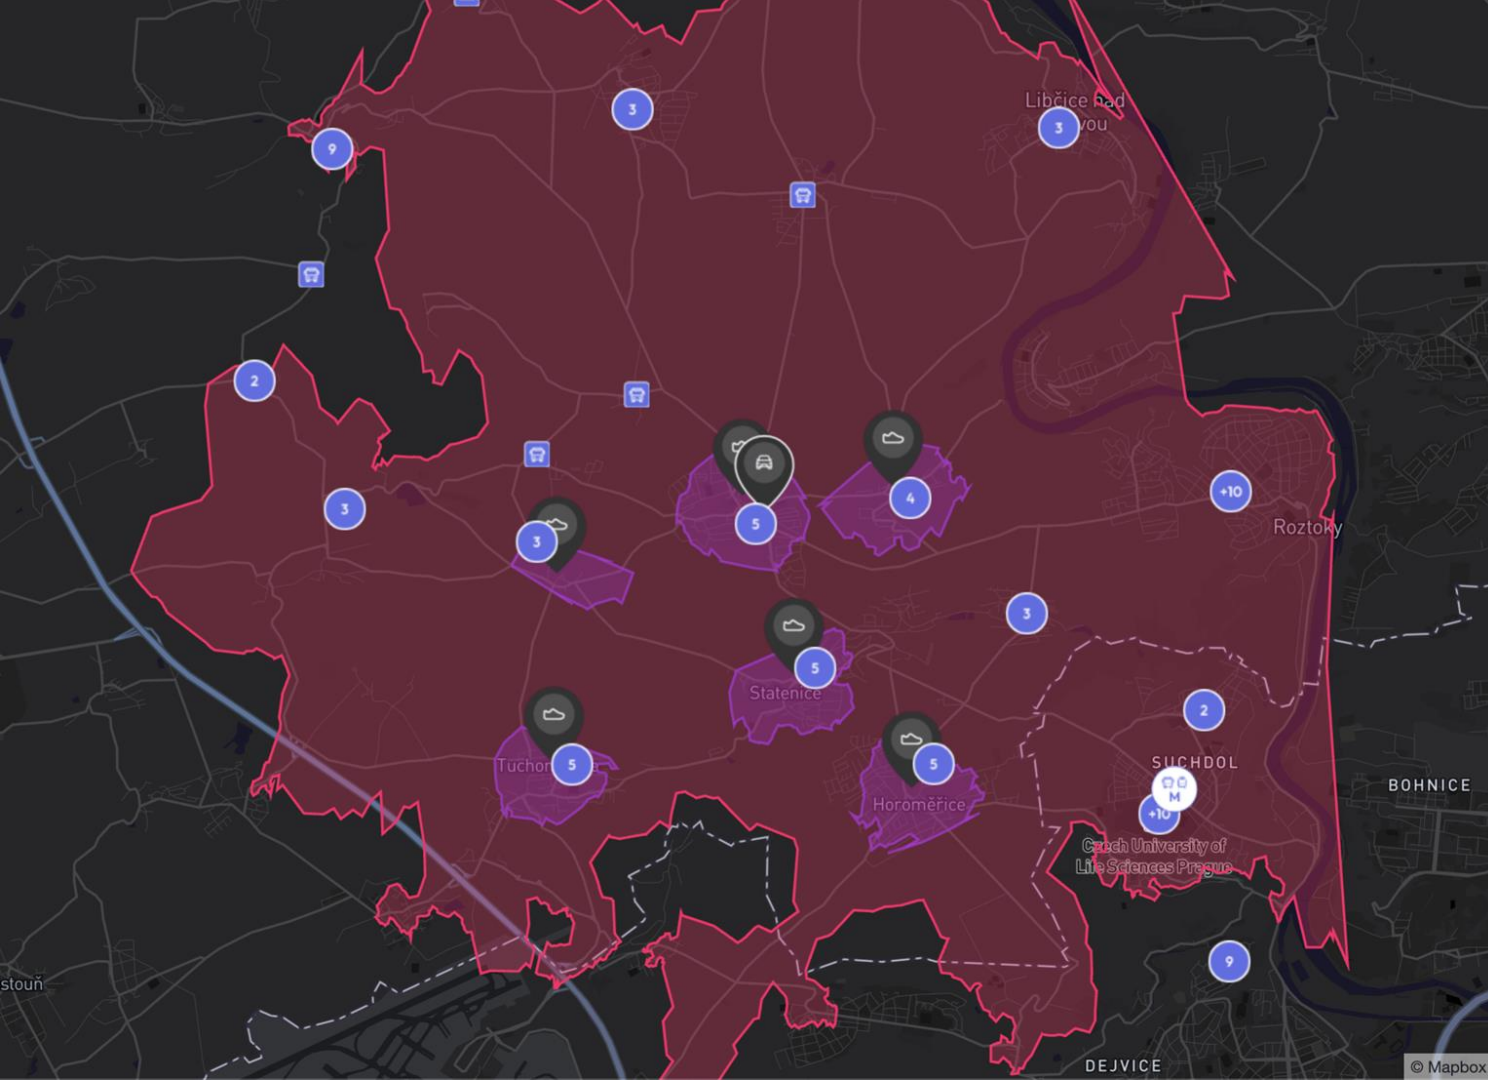 Libčice nad
vou
9
3
3
2
3
3
5
4
+10
Roztoky
3
5
Statenice
2
Tuchom
5
5
SUCHDOL
M
BOHNICE
Horoměřice
+10
Czech University of
Life Sciences Prague
9
stouň
DEJVICE
© Mapbox